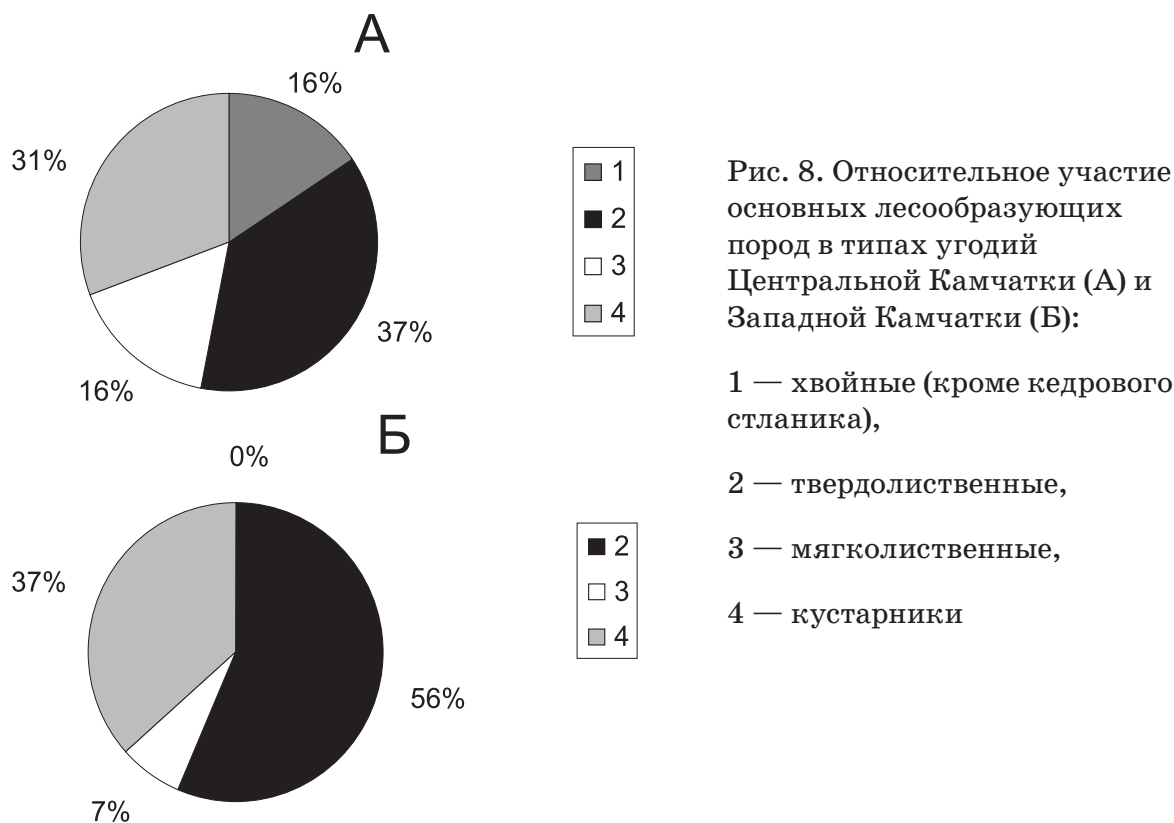 А
16%
31%
37%
16%
1
2
3
4
Б
0%
37%
56%
7%
2
3
4
Рис. 8. Относительное участие
основных лесообразующих
пород в типах угодий
Центральной Камчатки (А) и
Западной Камчатки (Б):
1 — хвойные (кроме кедрового
стланика),
2 — твердолиственные,
3 — мягколиственные,
4 — кустарники